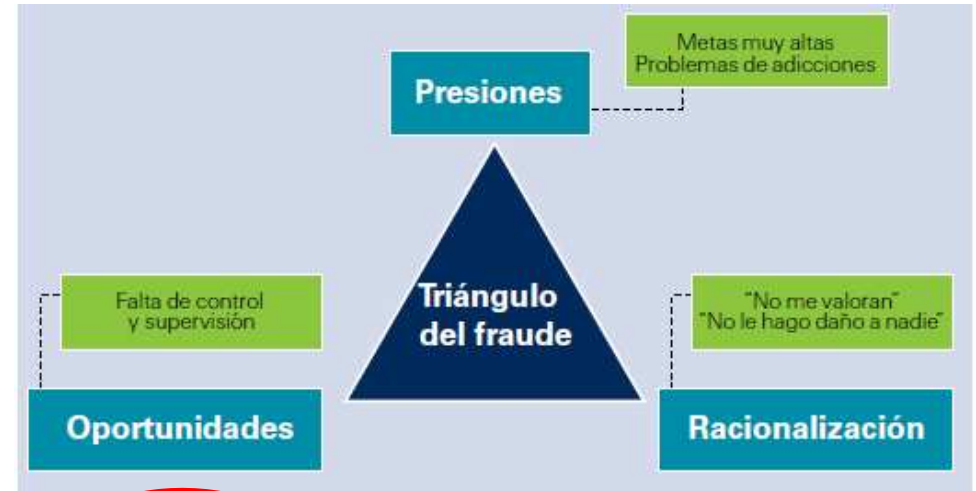 Metas muy altas
Problemas de adicciones
Presiones
Triángulo
del fraude
Falta de control
y supervisión
"No me valoran"
"No le hago daño a nadie"
Oportunidades
Racionalización